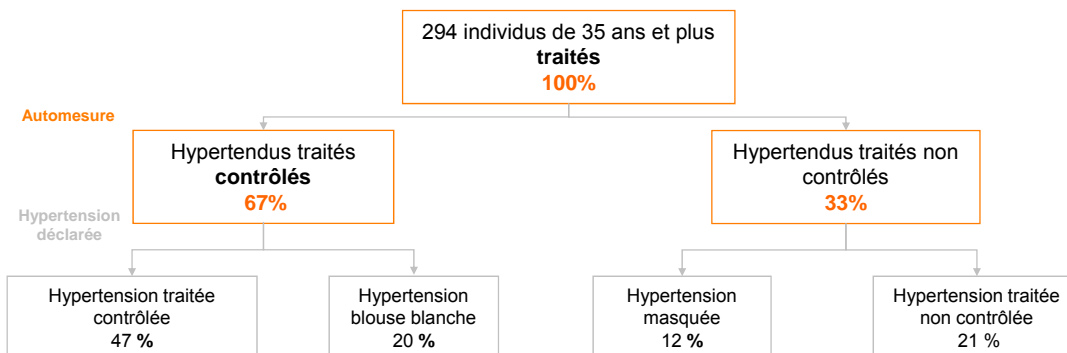 294 individus de 35 ans et plus
traités
100%
Automesure
Hypertendus traités
contrôlés
67%
Hypertendus traités non
contrôlés
33%
Hypertension
déclarée
Hypertension traitée
contrôlée
47 %
Hypertension
blouse blanche
20 %
Hypertension
masquée
12 %
Hypertension traitée
non contrôlée
21 %